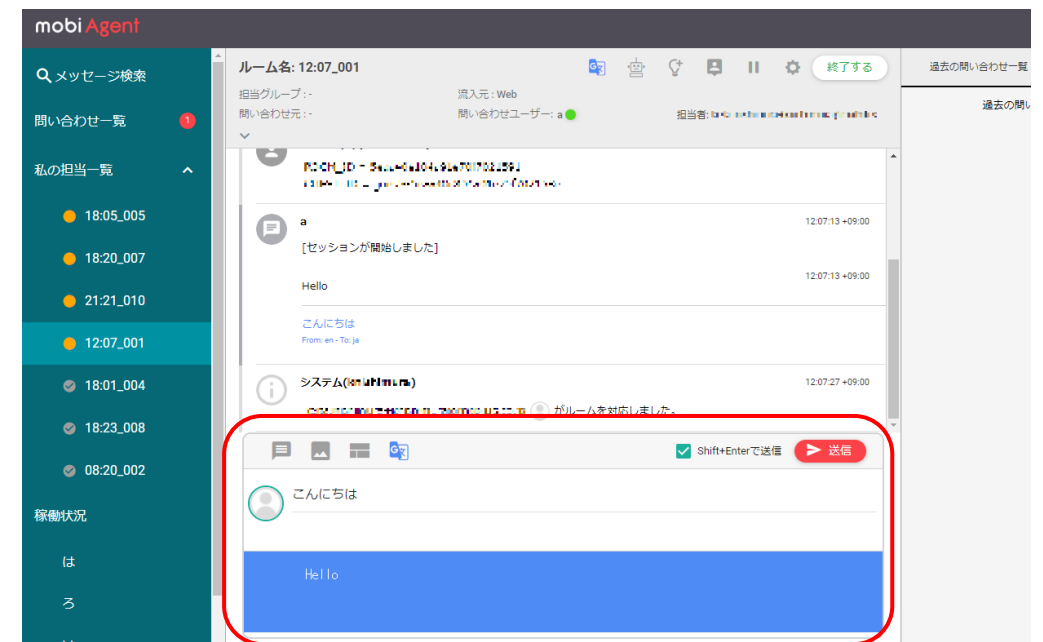 mobiAgent
メッセージ検索
問い合わせ一覧
1
私の担当一覧
18:05_005
18:20_007
21:21_010
12:07_001
18:01_004
18:23_008
08:20_002
稼働状況
は
ろ
ルーム名: 12:07_001
終了する
担当グループ : -
流入元 : Web
問い合わせ元 : -
問い合わせユーザー: a
担当者:
a
12:07:13 +09:00
[セッションが開始しました]
12:07:13 +09:00
Hello
こんにちは
From: en - To: ja
システム(
12:07:27 +09:00
がルームを対応しました。
Shift+Enterで送信
送信
こんにちは
Hello
過去の問い合わせ一覧
過去の問い